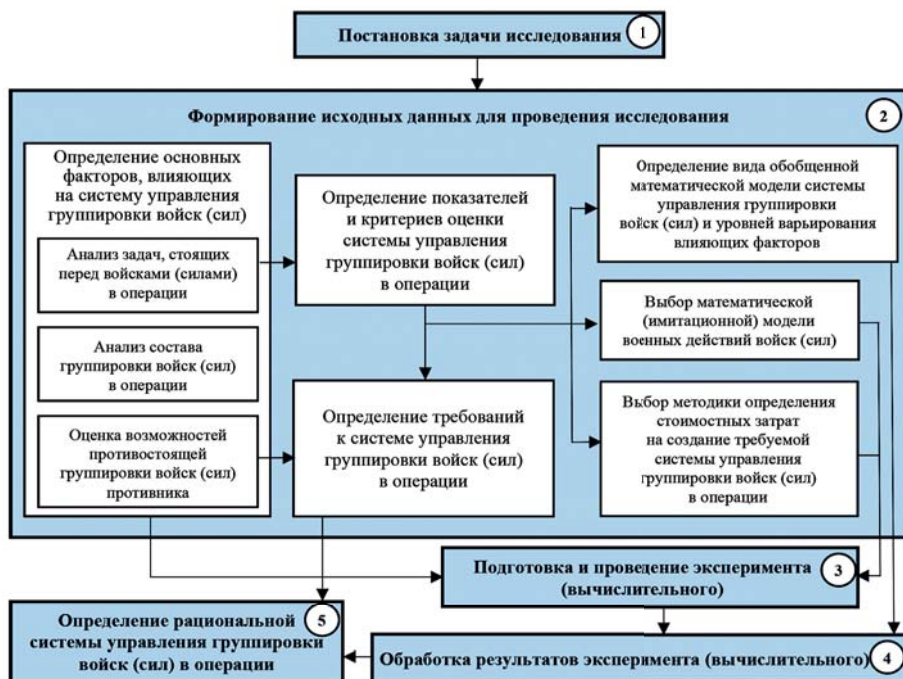 Постановка задачи исследования
1
Формирование исходных данных для проведения исследования
2
Определение основных
факторов, влияющих
на систему управления
группировки войск (сил)
Анализ задач, стоящих
перед войсками (силами)
в операции
Анализ состава
группировки войск (сил)
в операции
Оценка возможностей
противостоящей
группировки войск (сил)
противника
Определение показателей
и критериев оценки
системы управления
группировки войск (сил)
в операции
Определение требований
к системе управления
группировки войск (сил)
в операции
Определение вида обобщенной
математической модели системы
управления группировки
войск (сил) и уровней варьирования
влияющих факторов
Выбор математической
(имитационной) модели
военных действий войск (сил)
Выбор методики определения
стоимостных затрат
на создание требуемой
системы управления
группировки войск (сил)
в операции
Подготовка и проведение эксперимента
(вычислительного)
3
Определение рациональной
системы управления группировки
войск (сил) в операции
5
Обработка результатов эксперимента (вычислительного)
4